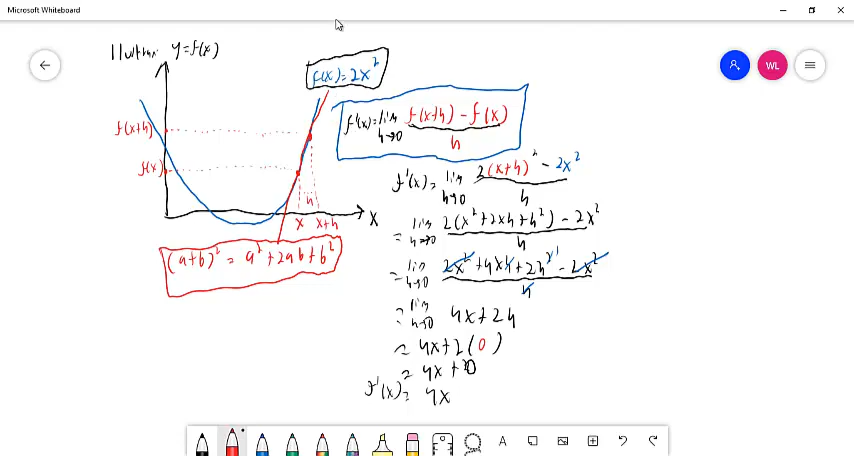 Microsoft Whiteboard
WL
y=f(x)
f(x)=2x²
f(x+h)
f(x)
h
x x+h
x
(a+b)² = a² + 2ab + b²
f'(x) = lim h→0 f(x+h) - f(x) / h
f'(x) = lim h→0 2(x+h)² - 2x² / h
= lim h→0 2(x² + 2xh + h²) - 2x² / h
= lim h→0 2x² + 4xh + 2h² - 2x² / h
= lim h→0 4x + 2h
= 4x + 2(0)
= 4x + 0
f'(x) = 4x
A